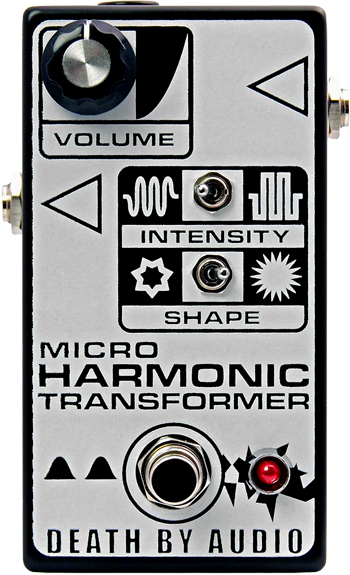 VOLUME
INTENSITY
SHAPE
MICRO
HARMONIC
TRANSFORMER
DEATH BY AUDIO